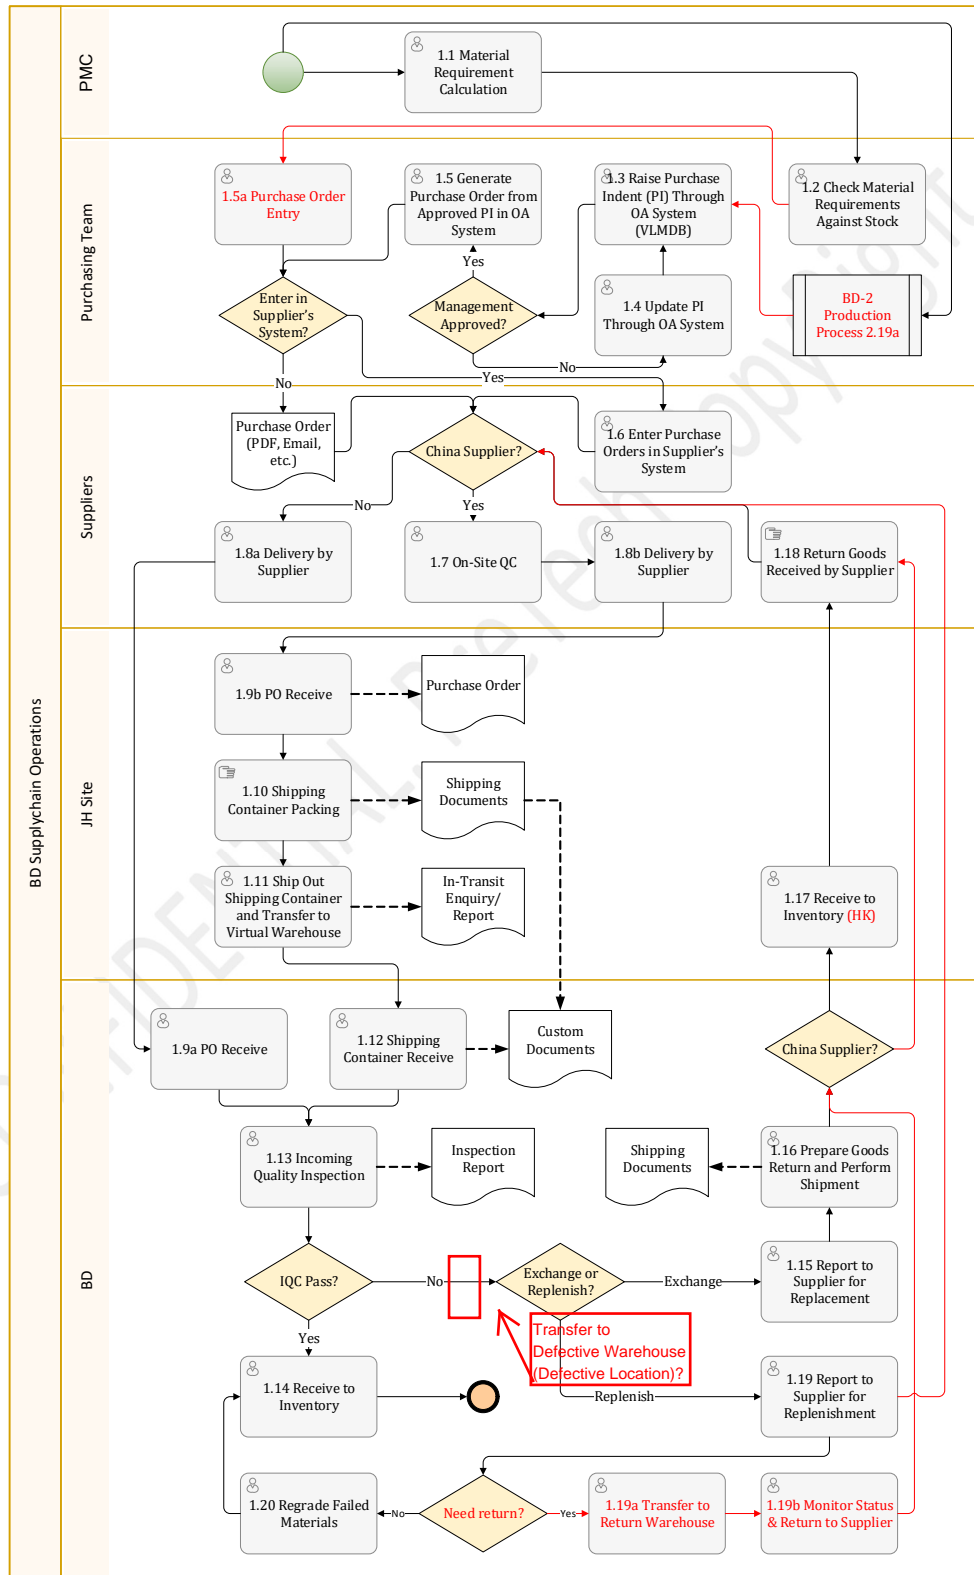 BD Supplychain Operations
PMC
1.1 Material
Requirement
Calculation
Purchasing Team
1.5a Purchase Order
Entry
1.5 Generate
Purchase Order from
Approved PI in OA
System
1.3 Raise Purchase
Indent (PI) Through
OA System
(VLMDB)
1.2 Check Material
Requirements
Against Stock
Yes
Enter in
Supplier's
System?
Management
Approved?
1.4 Update PI
Through OA System
BD-2
Production
Process 2.19a
No
No
Yes
Suppliers
Purchase Order
(PDF, Email,
etc.)
China Supplier?
1.6 Enter Purchase
Orders in Supplier's
System
No
Yes
1.8a Delivery by
Supplier
1.7 On-Site QC
1.8b Delivery by
Supplier
1.18 Return Goods
Received by Supplier
JH Site
1.9b PO Receive
Purchase Order
1.10 Shipping
Container Packing
Shipping
Documents
1.11 Ship Out
Shipping Container
and Transfer to
Virtual Warehouse
In-Transit
Enquiry/
Report
1.17 Receive to
Inventory (HK)
BD
1.9a PO Receive
1.12 Shipping
Container Receive
Custom
Documents
China Supplier?
1.13 Incoming
Quality Inspection
Inspection
Report
Shipping
Documents
1.16 Prepare Goods
Return and Perform
Shipment
IQC Pass?
No
Exchange or
Replenish?
Exchange
1.15 Report to
Supplier for
Replacement
Yes
Transfer to
Defective Warehouse
(Defective Location)?
1.14 Receive to
Inventory
Replenish
1.19 Report to
Supplier for
Replenishment
1.20 Regrade Failed
Materials
No
Need return?
Yes
1.19a Transfer to
Return Warehouse
1.19b Monitor Status
& Return to Supplier